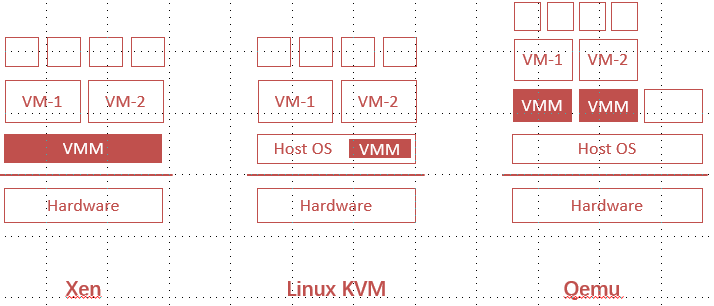 VM-1 VM-2
VMM
Hardware
Xen
VM-1 VM-2
Host OS VMM
Hardware
Linux KVM
VM-1 VM-2
VMM VMM
Host OS
Hardware
Qemu